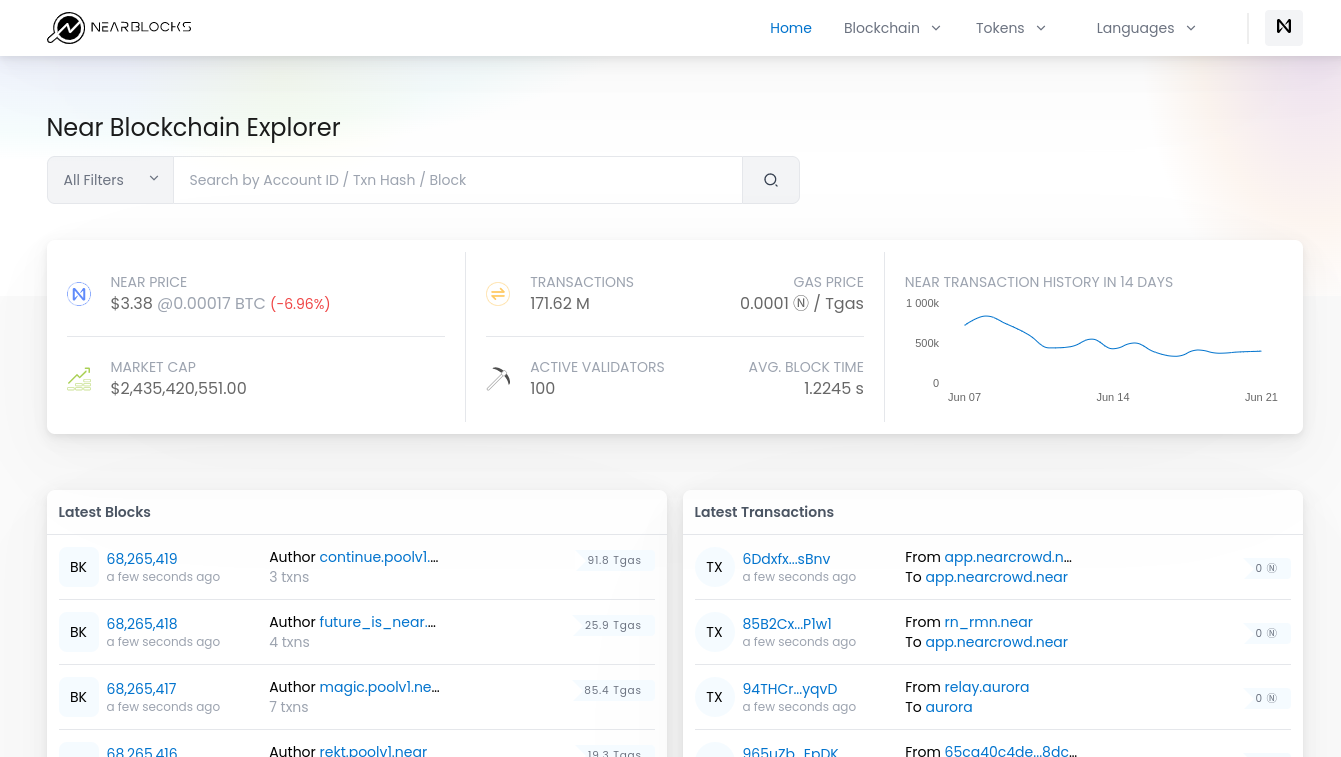 NEARBLOCKS
Home
Blockchain
Tokens
Languages
Near Blockchain Explorer
All Filters
Search by Account ID / Txn Hash / Block
NEAR PRICE
$3.38 @0.00017 BTC (-6.96%)
MARKET CAP
$2,435,420,551.00
TRANSACTIONS
171.62 M
GAS PRICE
0.0001 Ⓝ / Tgas
ACTIVE VALIDATORS
100
AVG. BLOCK TIME
1.2245 s
NEAR TRANSACTION HISTORY IN 14 DAYS
1 000k
500k
0
Jun 07
Jun 14
Jun 21
Latest Blocks
BK
68,265,419
a few seconds ago
Author continue.poolv1....
3 txns
91.8 Tgas
BK
68,265,418
a few seconds ago
Author future_is_near....
4 txns
25.9 Tgas
BK
68,265,417
a few seconds ago
Author magic.poolv1.ne...
7 txns
85.4 Tgas
68,265,416
Author rekt.poolv1.near
19.3 Tgas
Latest Transactions
TX
6Ddxfx...sBnv
a few seconds ago
From app.nearcrowd.n...
To app.nearcrowd.near
0 Ⓝ
TX
85B2Cx...P1w1
a few seconds ago
From rn_rmn.near
To app.nearcrowd.near
0 Ⓝ
TX
94THCr...yqvD
a few seconds ago
From relay.aurora
To aurora
0 Ⓝ
965uZb...EpDK
From 65ca40c4de...8dc...